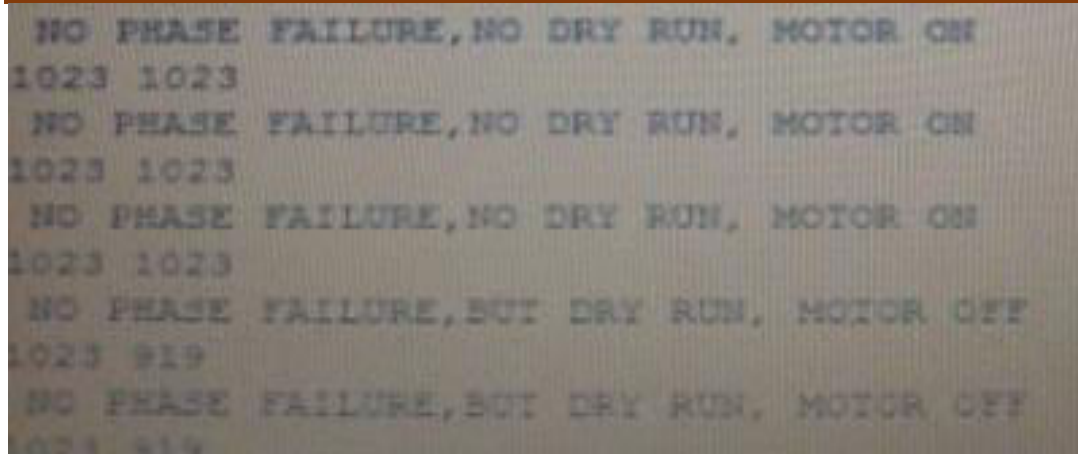 NO PHASE FAILURE,NO DRY RUN, MOTOR ON
1023 1023
NO PHASE FAILURE,NO DRY RUN, MOTOR ON
1023 1023
NO PHASE FAILURE,NO DRY RUN, MOTOR ON
1023 1023
NO PHASE FAILURE,BUT DRY RUN, MOTOR OFF
1023 919
NO PHASE FAILURE,BUT DRY RUN, MOTOR OFF
1023 919